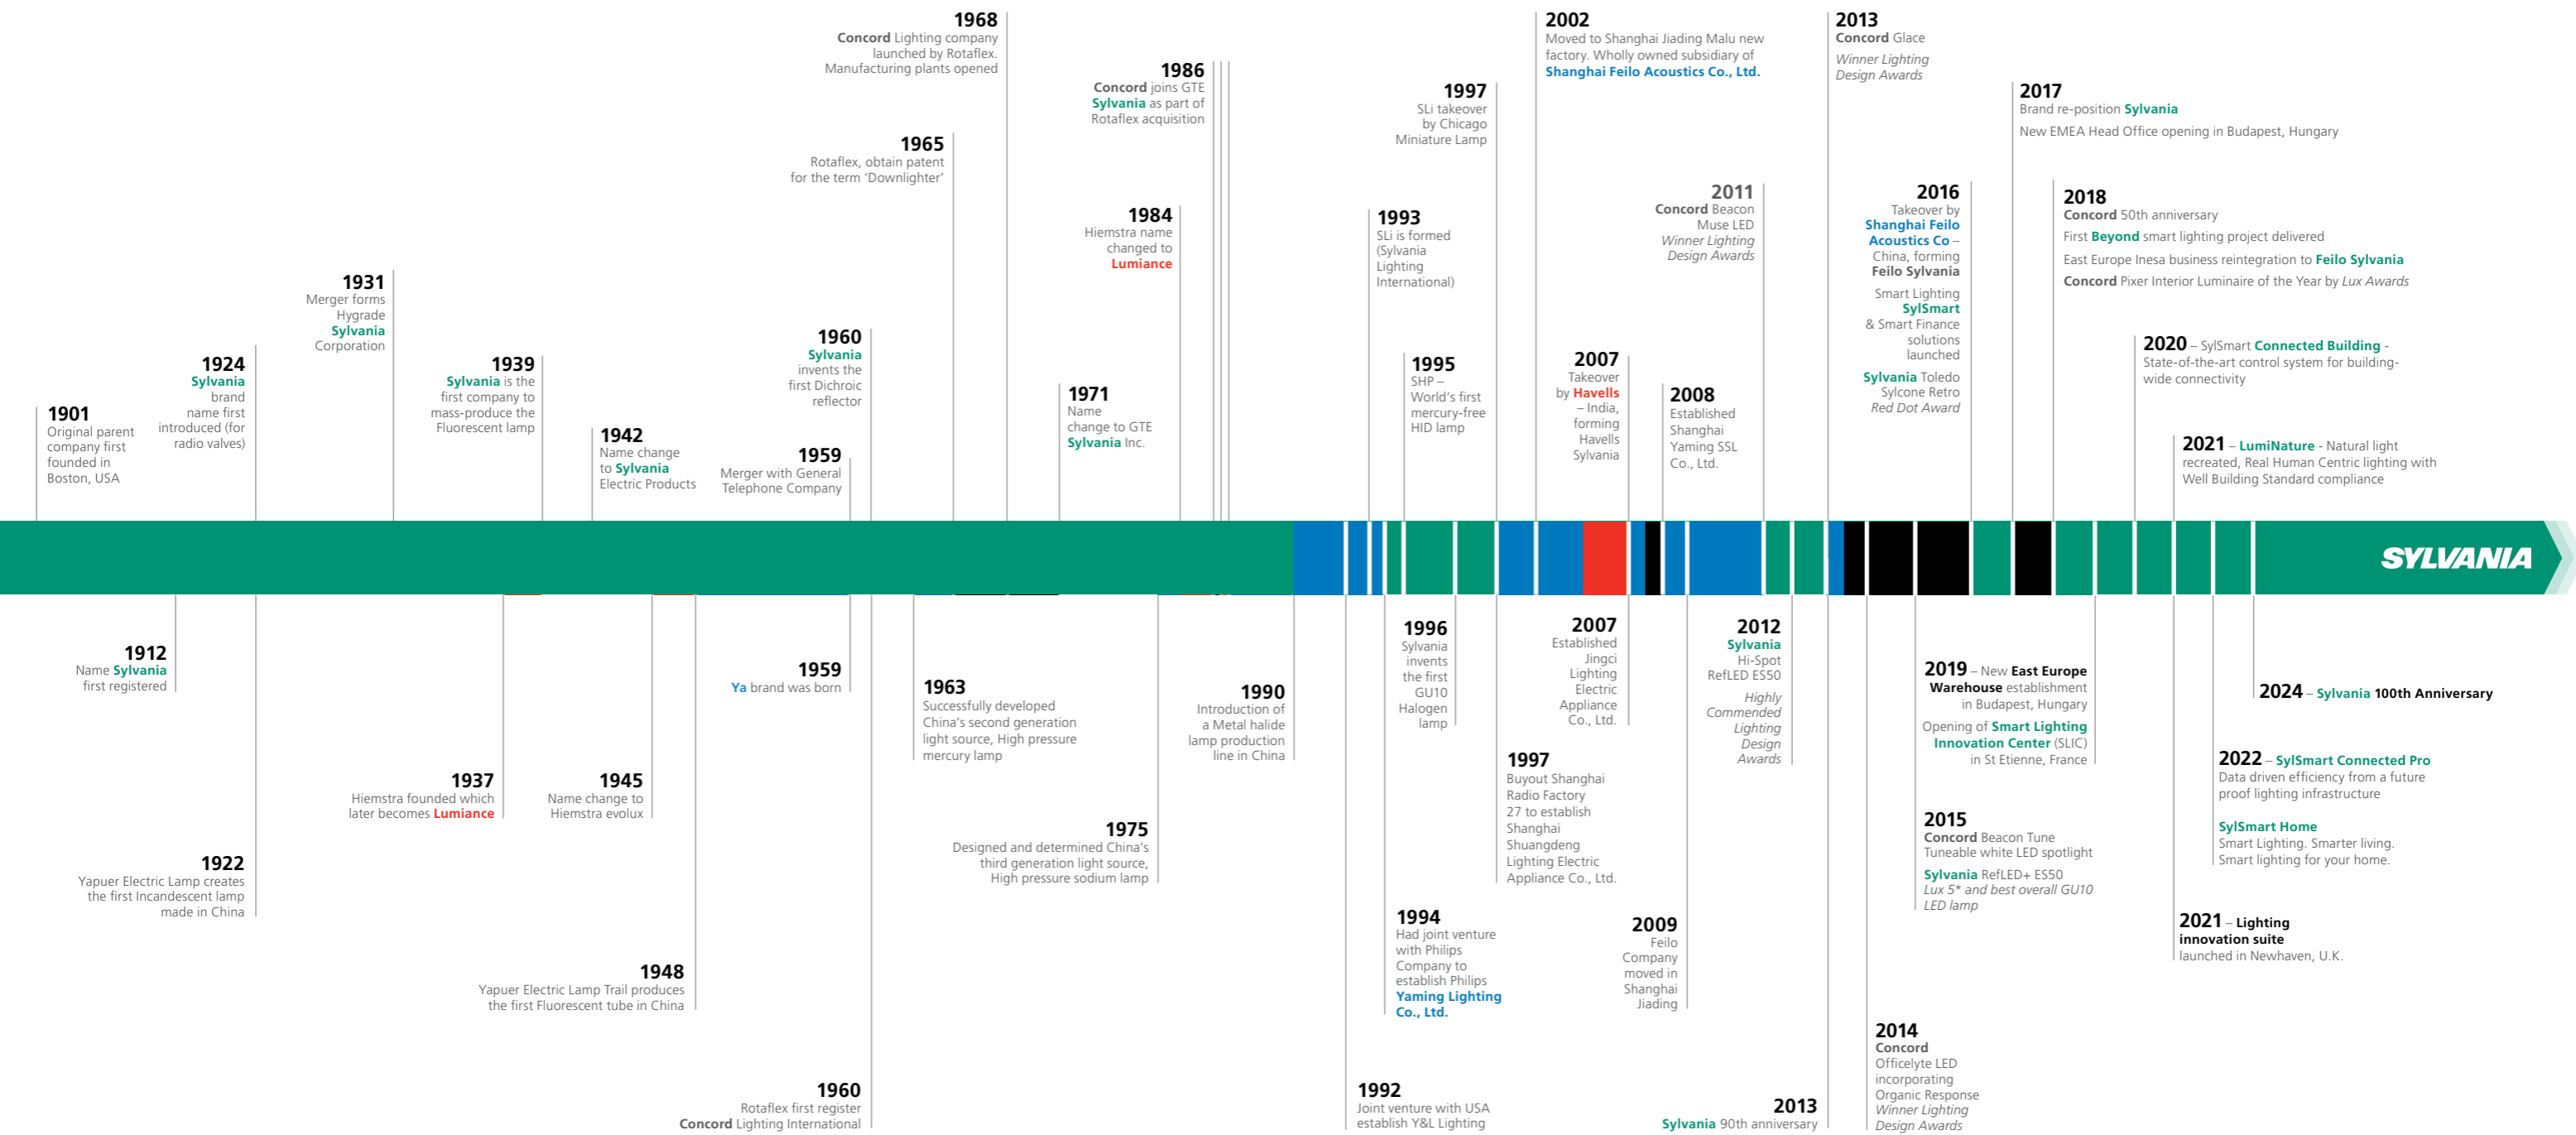 1968
Concord Lighting company
launched by Rotaflex.
Manufacturing plants opened
1986
Concord joins GTE
Sylvania as part of
Rotaflex acquisition
1965
Rotaflex, obtain patent
for the term ‘Downlighter’
1984
Hiemstra name
changed to
Lumiance
1931
Merger forms
Hygrade
Sylvania
Corporation
1924
Sylvania
brand
name first
introduced (for
radio valves)
1901
Original parent
company first
founded in
Boston, USA
1939
Sylvania is the
first company to
mass-produce the
Fluorescent lamp
1942
Name change
to Sylvania
Electric Products
1960
Sylvania
invents the
first Dichroic
reflector
1959
Merger with General
Telephone Company
1971
Name
change to GTE
Sylvania Inc.
2002
Moved to Shanghai Jiading Malu new
factory. Wholly owned subsidiary of
Shanghai Feilo Acoustics Co., Ltd.
1997
SLi takeover
by Chicago
Miniature Lamp
1993
SLi is formed
(Sylvania
Lighting
International)
1995
SHP –
World’s first
mercury-free
HID lamp
2007
Takeover
by Havells
– India,
forming
Havells
Sylvania
2008
Established
Shanghai
Yaming SSL
Co., Ltd.
2011
Concord Beacon
Muse LED
Winner Lighting
Design Awards
2013
Concord Glace
Winner Lighting
Design Awards
2016
Takeover by
Shanghai Feilo
Acoustics Co –
China, forming
Feilo Sylvania
Smart Lighting
SylSmart
& Smart Finance
solutions
launched
Sylvania Toledo
Sylcone Retro
Red Dot Award
2017
Brand re-position Sylvania
New EMEA Head Office opening in Budapest, Hungary
2018
Concord 50th anniversary
First Beyond smart lighting project delivered
East Europe Inesa business reintegration to Feilo Sylvania
Concord Pixer Interior Luminaire of the Year by Lux Awards
2020 – SylSmart Connected Building -
State-of-the-art control system for building-
wide connectivity
2021 – LumiNature - Natural light
recreated, Real Human Centric lighting with
Well Building Standard compliance
SYLVANIA
1912
Name Sylvania
first registered
1922
Yapuer Electric Lamp creates
the first Incandescent lamp
made in China
1937
Hiemstra founded which
later becomes Lumiance
1945
Name change to
Hiemstra evolux
1948
Yapuer Electric Lamp Trail produces
the first Fluorescent tube in China
1959
Ya brand was born
1960
Rotaflex first register
Concord Lighting International
1963
Successfully developed
China’s second generation
light source, High pressure
mercury lamp
1975
Designed and determined China’s
third generation light source,
High pressure sodium lamp
1990
Introduction of
a Metal halide
lamp production
line in China
1992
Joint venture with USA
establish Y&L Lighting
1994
Had joint venture
with Philips
Company to
establish Philips
Yaming Lighting
Co., Ltd.
1996
Sylvania
invents
the first
GU10
Halogen
lamp
1997
Buyout Shanghai
Radio Factory
27 to establish
Shanghai
Shuangdeng
Lighting Electric
Appliance Co., Ltd.
2007
Established
Jingci
Lighting
Electric
Appliance
Co., Ltd.
2009
Feilo
Company
moved in
Shanghai
Jiading
2012
Sylvania
Hi-Spot
RefLED ES50
Highly
Commended
Lighting
Design
Awards
2013
Sylvania 90th anniversary
2014
Concord
Officelyte LED
incorporating
Organic Response
Winner Lighting
Design Awards
2015
Concord Beacon Tune
Tuneable white LED spotlight
Sylvania RefLED+ ES50
Lux 5* and best overall GU10
LED lamp
2019 – New East Europe
Warehouse establishment
in Budapest, Hungary
Opening of Smart Lighting
Innovation Center (SLIC)
in St Etienne, France
2021 – Lighting
innovation suite
launched in Newhaven, U.K.
2022 – SylSmart Connected Pro
Data driven efficiency from a future
proof lighting infrastructure
SylSmart Home
Smart Lighting. Smarter living.
Smart lighting for your home.
2024 – Sylvania 100th Anniversary